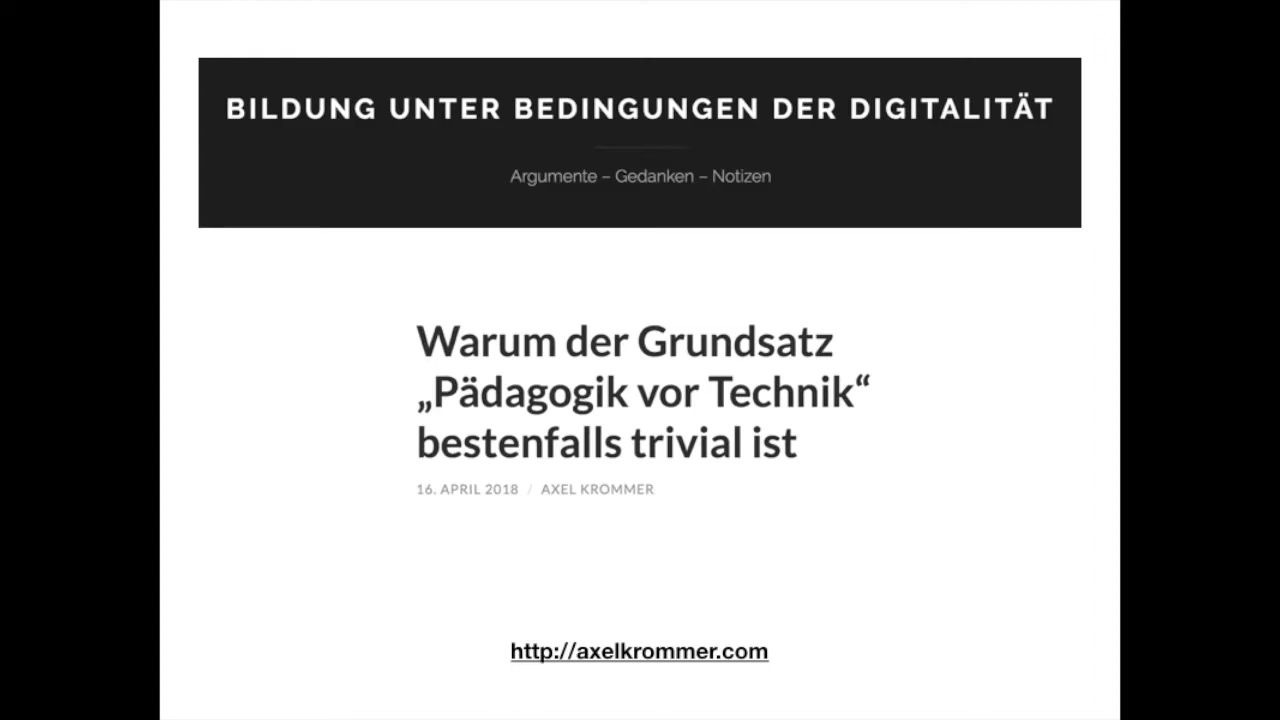 BILDUNG UNTER BEDINGUNGEN DER DIGITALITÄT
Argumente – Gedanken – Notizen
Warum der Grundsatz
„Pädagogik vor Technik“
bestenfalls trivial ist
16. APRIL 2018 / AXEL KROMMER
http://axelkrommer.com